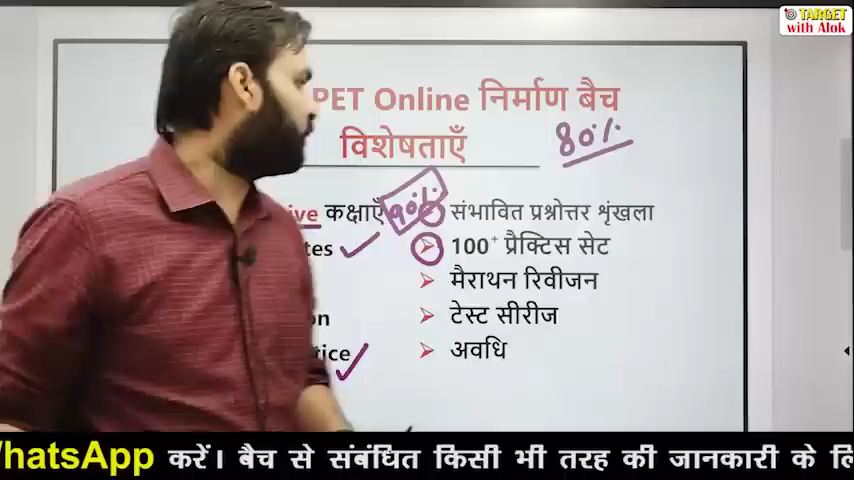 TARGET
with Alok
PET Online निर्माण बैच
विशेषताएँ
80%
90%
कक्षाएँ
संभावित प्रश्नोत्तर शृंखला
100+ प्रैक्टिस सेट
मैराथन रिवीजन
टेस्ट सीरीज
अवधि
WhatsApp करें। बैच से संबंधित किसी भी तरह की जानकारी के